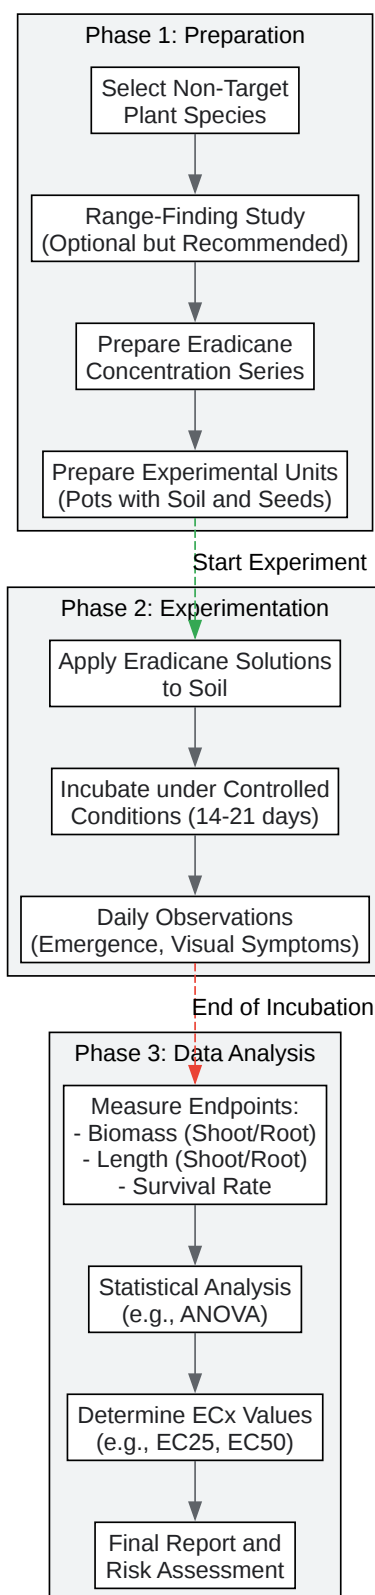 Phase 1: Preparation
Select Non-Target
Plant Species
Range-Finding Study
(Optional but Recommended)
Prepare Eradicane
Concentration Series
Prepare Experimental Units
(Pots with Soil and Seeds)
Start Experiment
Phase 2: Experimentation
Apply Eradicane Solutions
to Soil
Incubate under Controlled
Conditions (14-21 days)
Daily Observations
(Emergence, Visual Symptoms)
End of Incubation
Phase 3: Data Analysis
Measure Endpoints:
- Biomass (Shoot/Root)
- Length (Shoot/Root)
- Survival Rate
Statistical Analysis
(e.g., ANOVA)
Determine ECx Values
(e.g., EC25, EC50)
Final Report and
Risk Assessment